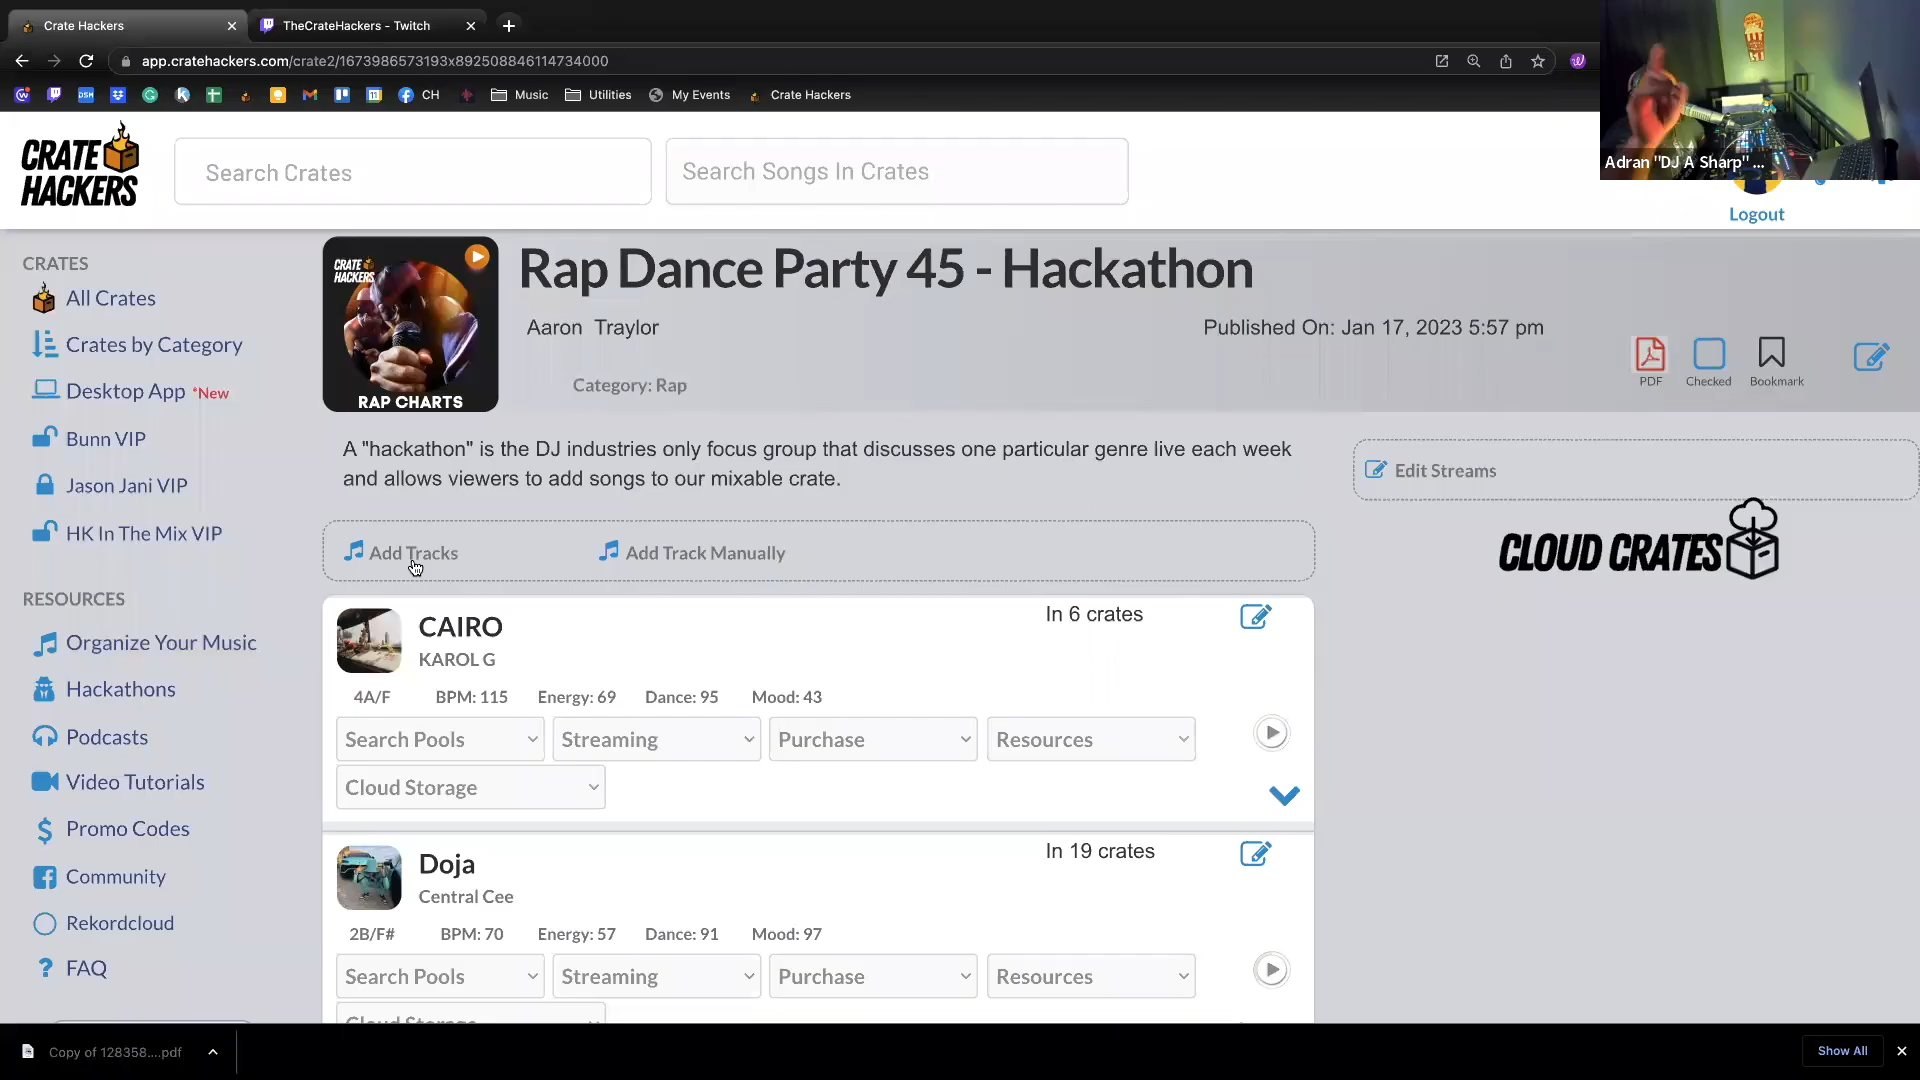 Crate Hackers
TheCrateHackers - Twitch
app.cratehackers.com/crate2/1673986573193x892508846114734000
CH
Music
Utilities
My Events
Crate Hackers
CRATE HACKERS
Search Crates
Search Songs In Crates
Adran "DJ A Sharp" ...
Logout
CRATES
All Crates
Crates by Category
Desktop App *New
Bunn VIP
Jason Jani VIP
HK In The Mix VIP
RESOURCES
Organize Your Music
Hackathons
Podcasts
Video Tutorials
Promo Codes
Community
Rekordcloud
FAQ
CRATE HACKERS
RAP CHARTS
Rap Dance Party 45 - Hackathon
Aaron Traylor
Published On: Jan 17, 2023 5:57 pm
Category: Rap
PDF
Checked
Bookmark
A "hackathon" is the DJ industries only focus group that discusses one particular genre live each week
and allows viewers to add songs to our mixable crate.
Edit Streams
CLOUD CRATES
Add Tracks
Add Track Manually
CAIRO
In 6 crates
KAROL G
4A/F BPM: 115 Energy: 69 Dance: 95 Mood: 43
Search Pools
Streaming
Purchase
Resources
Cloud Storage
Doja
In 19 crates
Central Cee
2B/F# BPM: 70 Energy: 57 Dance: 91 Mood: 97
Search Pools
Streaming
Purchase
Resources
Cloud Storage
Copy of 128358....pdf
Show All